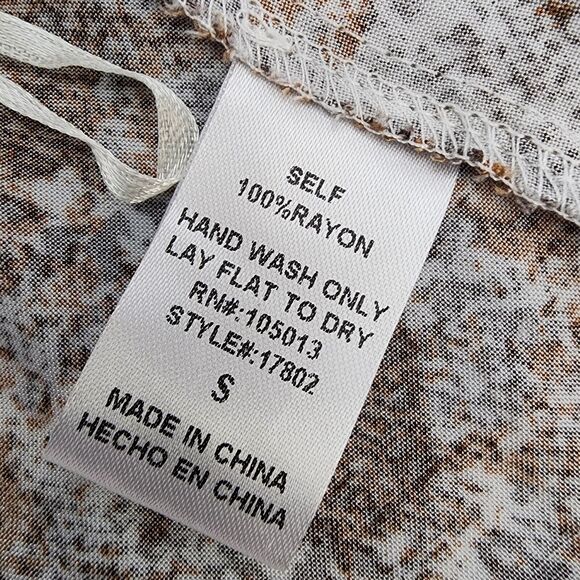 SELF
100%RAYON
HAND WASH ONLY
LAY FLAT TO DRY
RN#:105013
STYLE#:17802
S
MADE IN CHINA
HECHO EN CHINA